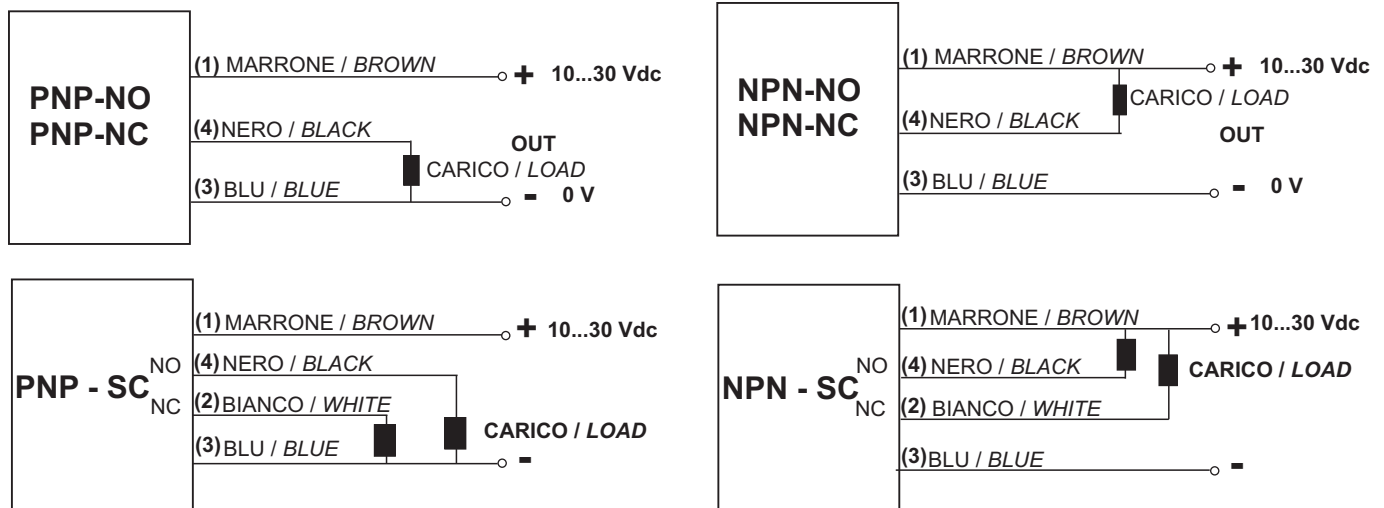 PNP-NO
PNP-NC
(1) MARRONE / BROWN
+ 10...30 Vdc
(4) NERO / BLACK
OUT
CARICO / LOAD
(3) BLU / BLUE
- 0 V
NPN-NO
NPN-NC
(1) MARRONE / BROWN
+ 10...30 Vdc
CARICO / LOAD
(4) NERO / BLACK
OUT
(3) BLU / BLUE
- 0 V
PNP - SC
NO
NC
(1) MARRONE / BROWN
+ 10...30 Vdc
(4) NERO / BLACK
(2) BIANCO / WHITE
CARICO / LOAD
(3) BLU / BLUE
-
NPN - SC
NO
NC
(1) MARRONE / BROWN
+ 10...30 Vdc
(4) NERO / BLACK
CARICO / LOAD
(2) BIANCO / WHITE
(3) BLU / BLUE
-